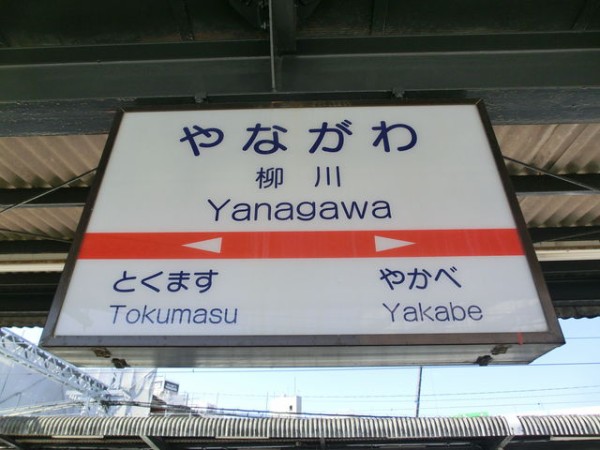 やながわ
柳川
Yanagawa
とくます やかべ
Tokumasu Yakabe